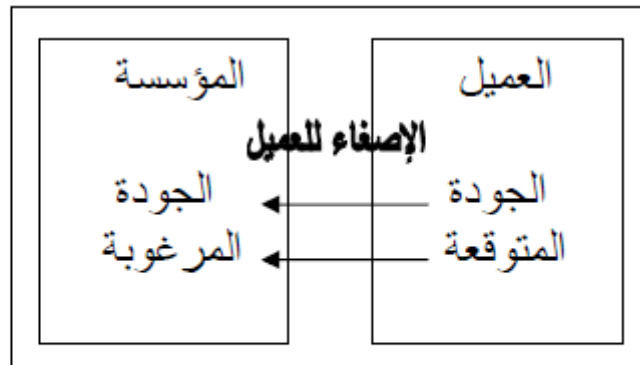 العميل
المؤسسة
الإصغاء للعميل
الجودة
الجودة
المتوقعة
المرغوبة